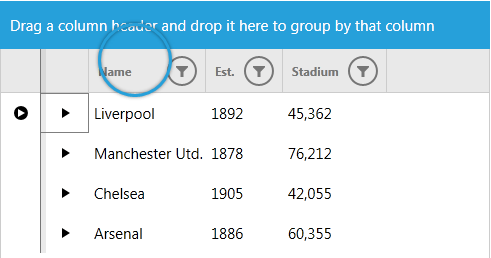 Drag a column header and drop it here to group by that column
Name Est. Stadium
Liverpool 1892 45,362
Manchester Utd. 1878 76,212
Chelsea 1905 42,055
Arsenal 1886 60,355